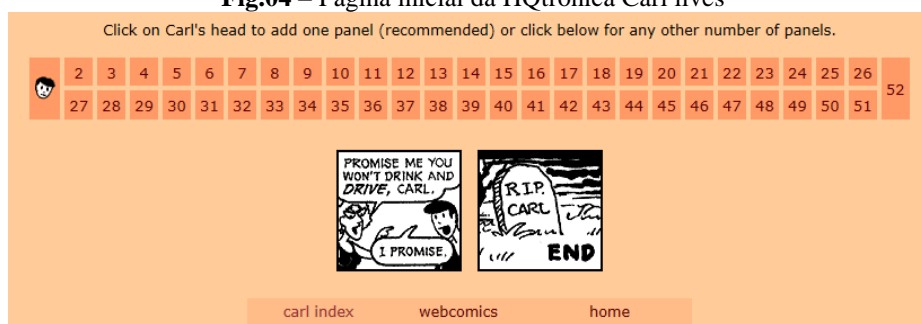 Fig.04 – Página inicial da HQtrônica Carl lives
Click on Carl's head to add one panel (recommended) or click below for any other number of panels.
2 3 4 5 6 7 8 9 10 11 12 13 14 15 16 17 18 19 20 21 22 23 24 25 26
52
27 28 29 30 31 32 33 34 35 36 37 38 39 40 41 42 43 44 45 46 47 48 49 50 51
PROMISE ME YOU
WON'T DRINK AND
DRIVE, CARL.
I PROMISE.
R.I.P.
CARL
END
carl index webcomics home